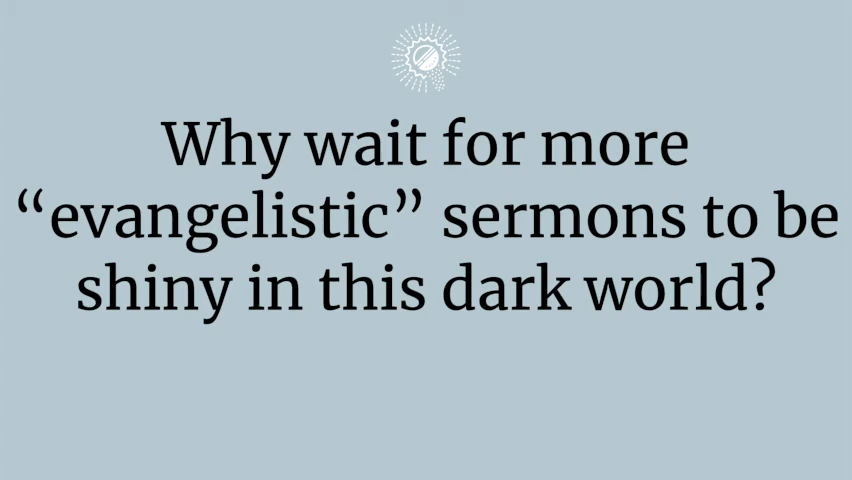 Why wait for more
“evangelistic” sermons to be
shiny in this dark world?